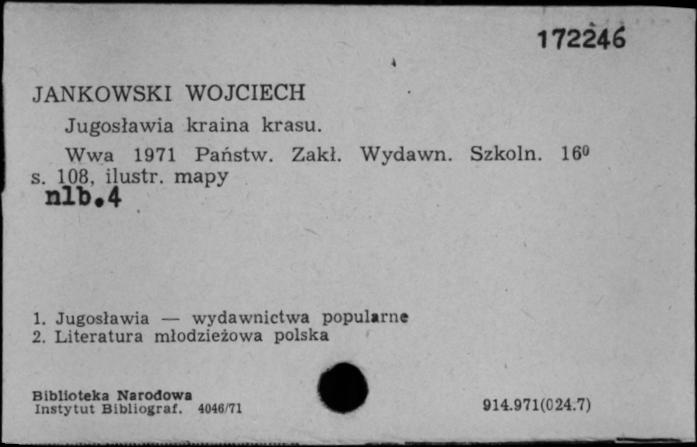 172246
JANKOWSKI WOJCIECH
Jugosławia kraina krasu.
Wwa 1971 Państw. Zakł. Wydawn. Szkoln. 16⁰
s. 108, ilustr. mapy
nlb.4
1. Jugosławia — wydawnictwa popularne
2. Literatura młodzieżowa polska
Biblioteka Narodowa
Instytut Bibliograf. 4046/71
914.971(024.7)